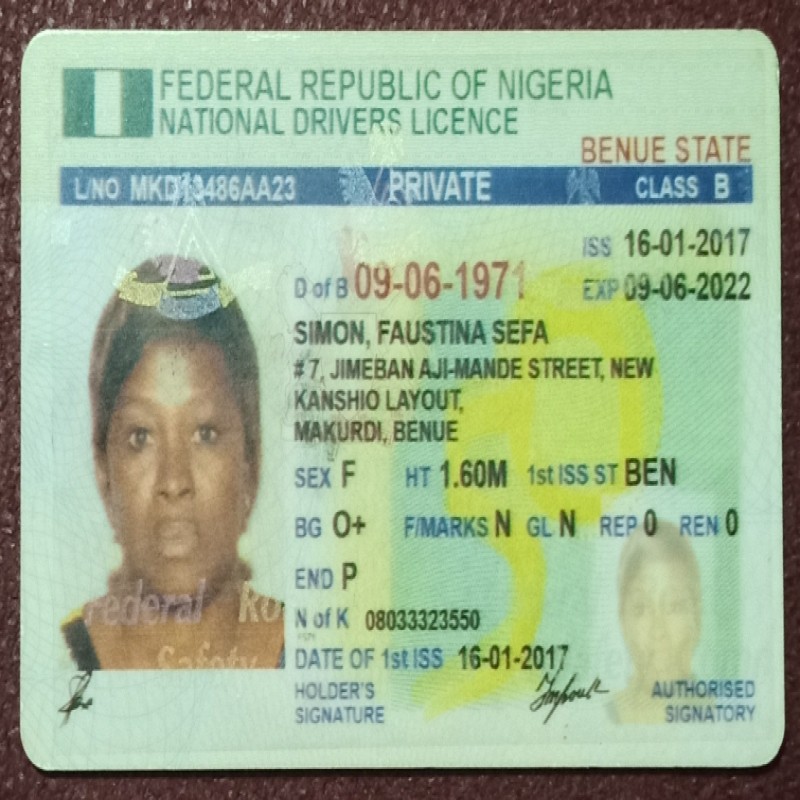 FEDERAL REPUBLIC OF NIGERIA
NATIONAL DRIVERS LICENCE
BENUE STATE
L/NO MKD13486AA23 PRIVATE CLASS B
ISS 16-01-2017
D of B 09-06-1971 EXP 09-06-2022
SIMON, FAUSTINA SEFA
# 7, JIMEBAN AJI-MANDE STREET, NEW
KANSHIO LAYOUT,
MAKURDI, BENUE
SEX F HT 1.60M 1st ISS ST BEN
BG O+ F/MARKS N GL N REP 0 REN 0
END P
Federal Ro
N of K 08033323550
Safety
DATE OF 1st ISS 16-01-2017
HOLDER'S
SIGNATURE
AUTHORISED
SIGNATORY